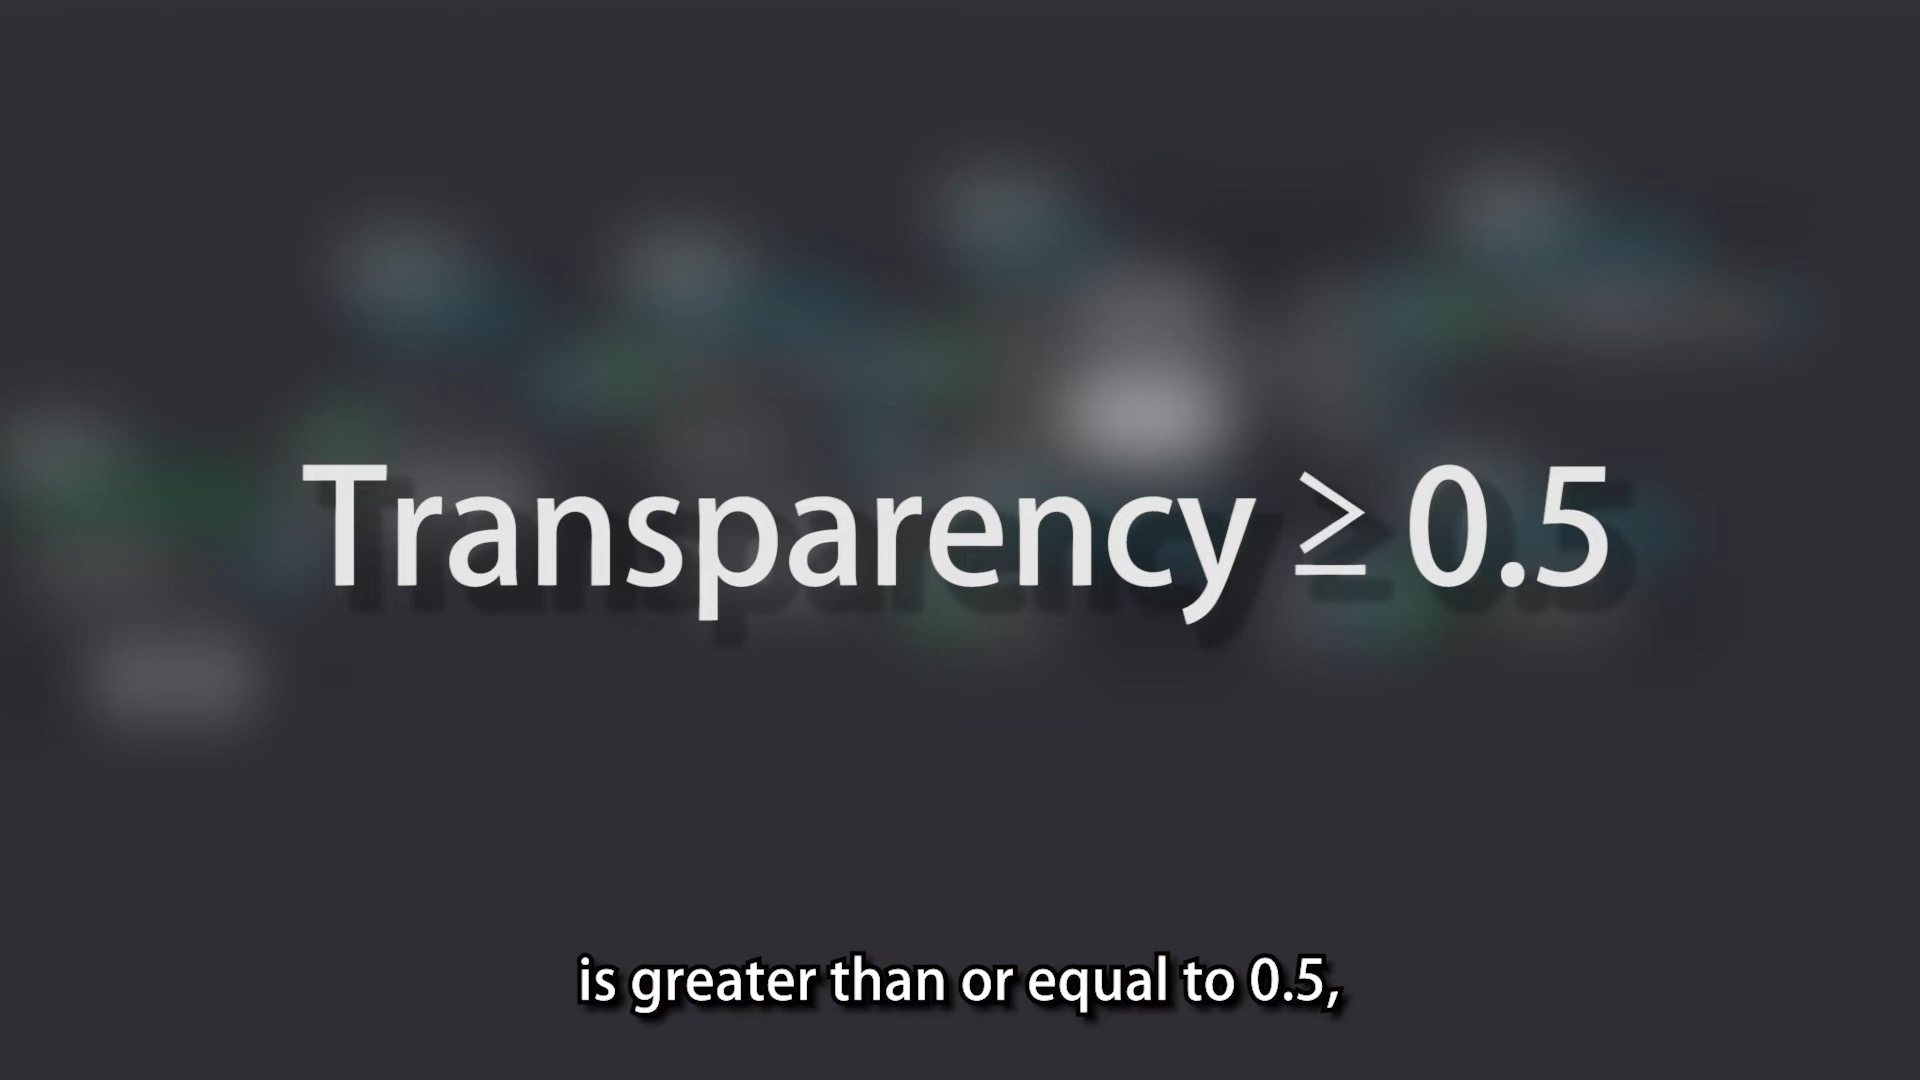 Transparency ≥ 0.5
is greater than or equal to 0.5,